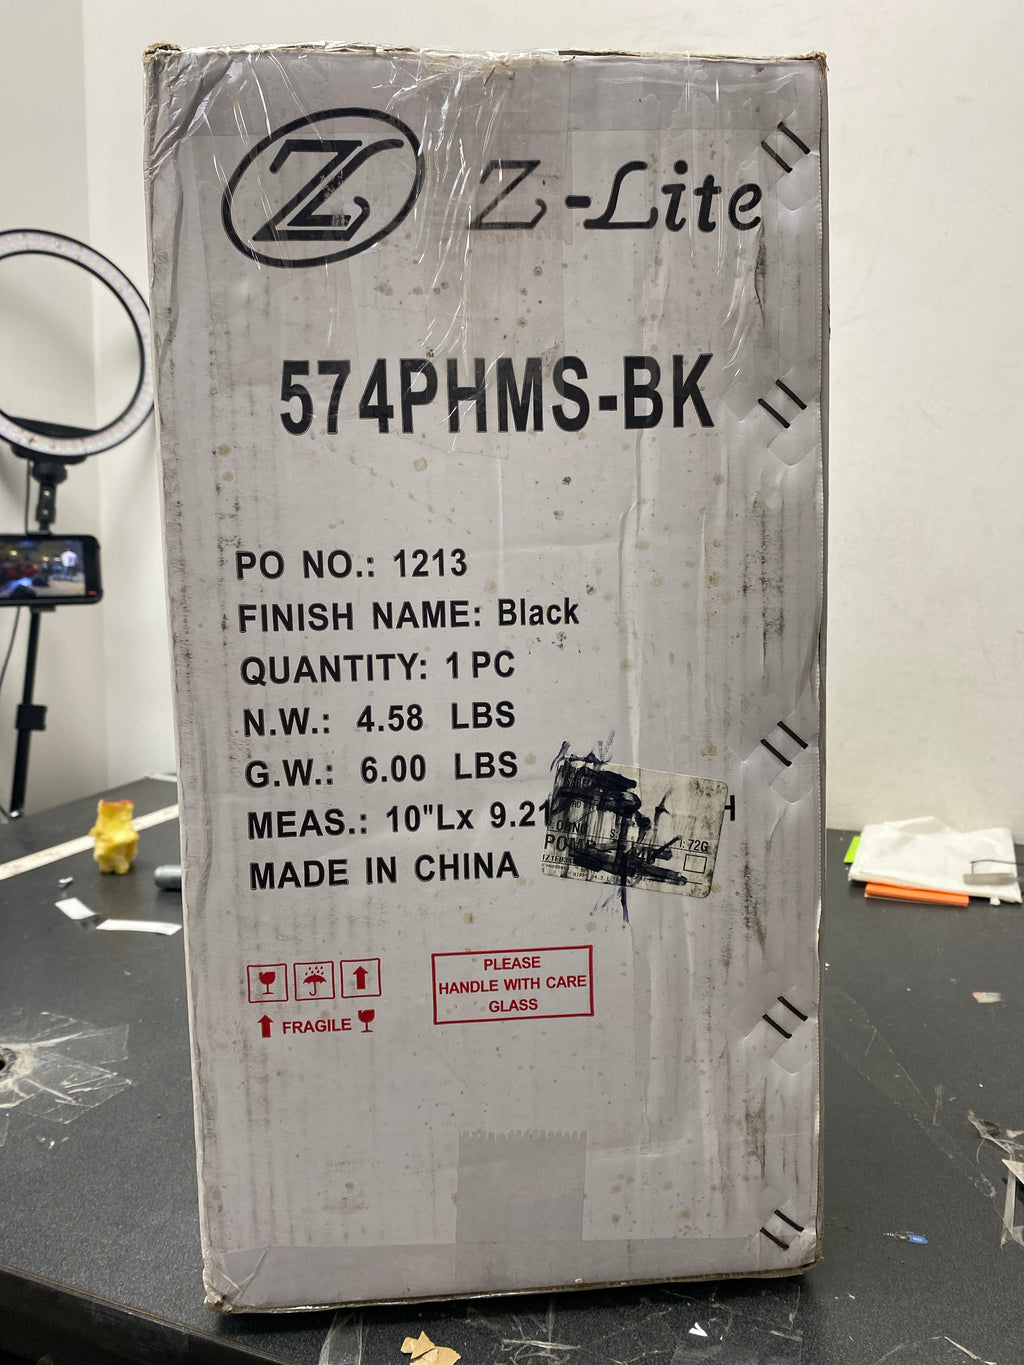 Z Z-Lite
574PHMS-BK
PO NO.: 1213
FINISH NAME: Black
QUANTITY: 1 PC
N.W.: 4.58 LBS
G.W.: 6.00 LBS
MEAS.: 10"Lx 9.21 H
:72G
MADE IN CHINA
PLEASE
HANDLE WITH CARE
GLASS
FRAGILE